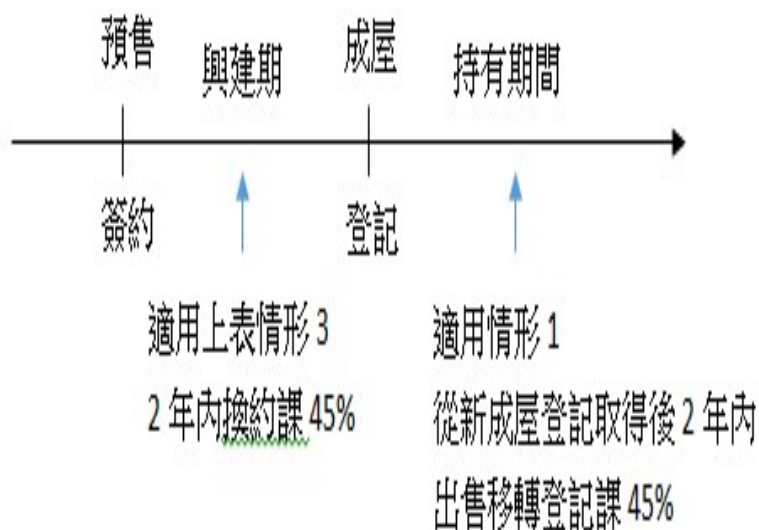 預售
興建期
成屋
持有期間
簽約
登記
適用上表情形 3
2 年內換約課 45%
適用情形 1
從新成屋登記取得後 2 年內
出售移轉登記課 45%